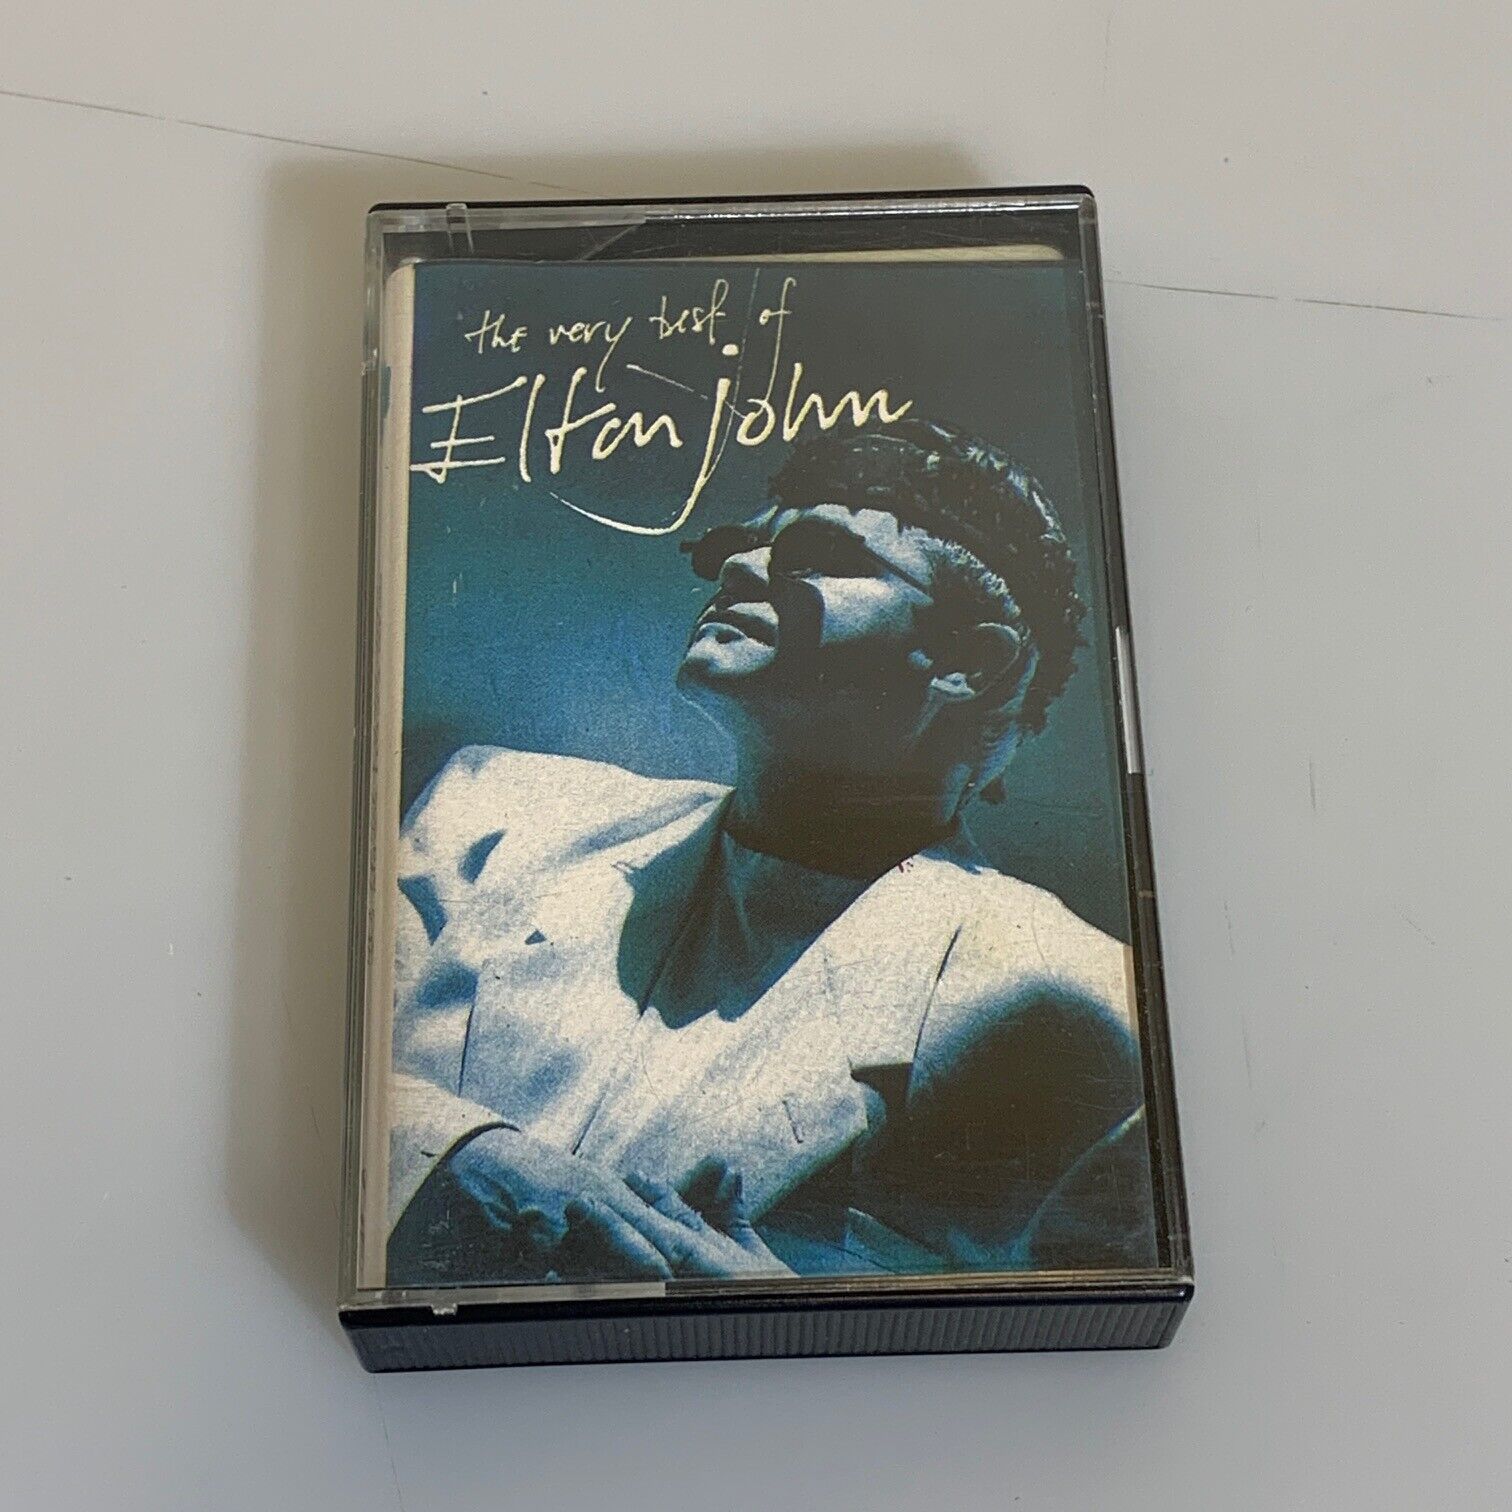 the very best of
Elton john